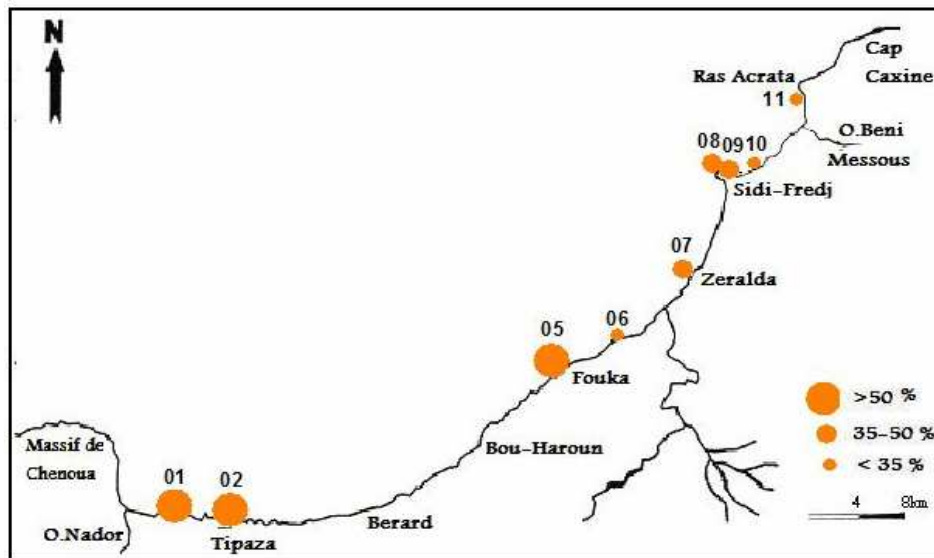 N
Cap
Caxine
Ras Acrata
11
O.Beni
Messous
08
09
10
Sidi-Fredj
07
Zeralda
06
05
Fouka
>50 %
35-50 %
< 35 %
Bou-Haroun
Massif de
Chenoua
01
02
4 8km
Berard
O.Nador
Tipaza